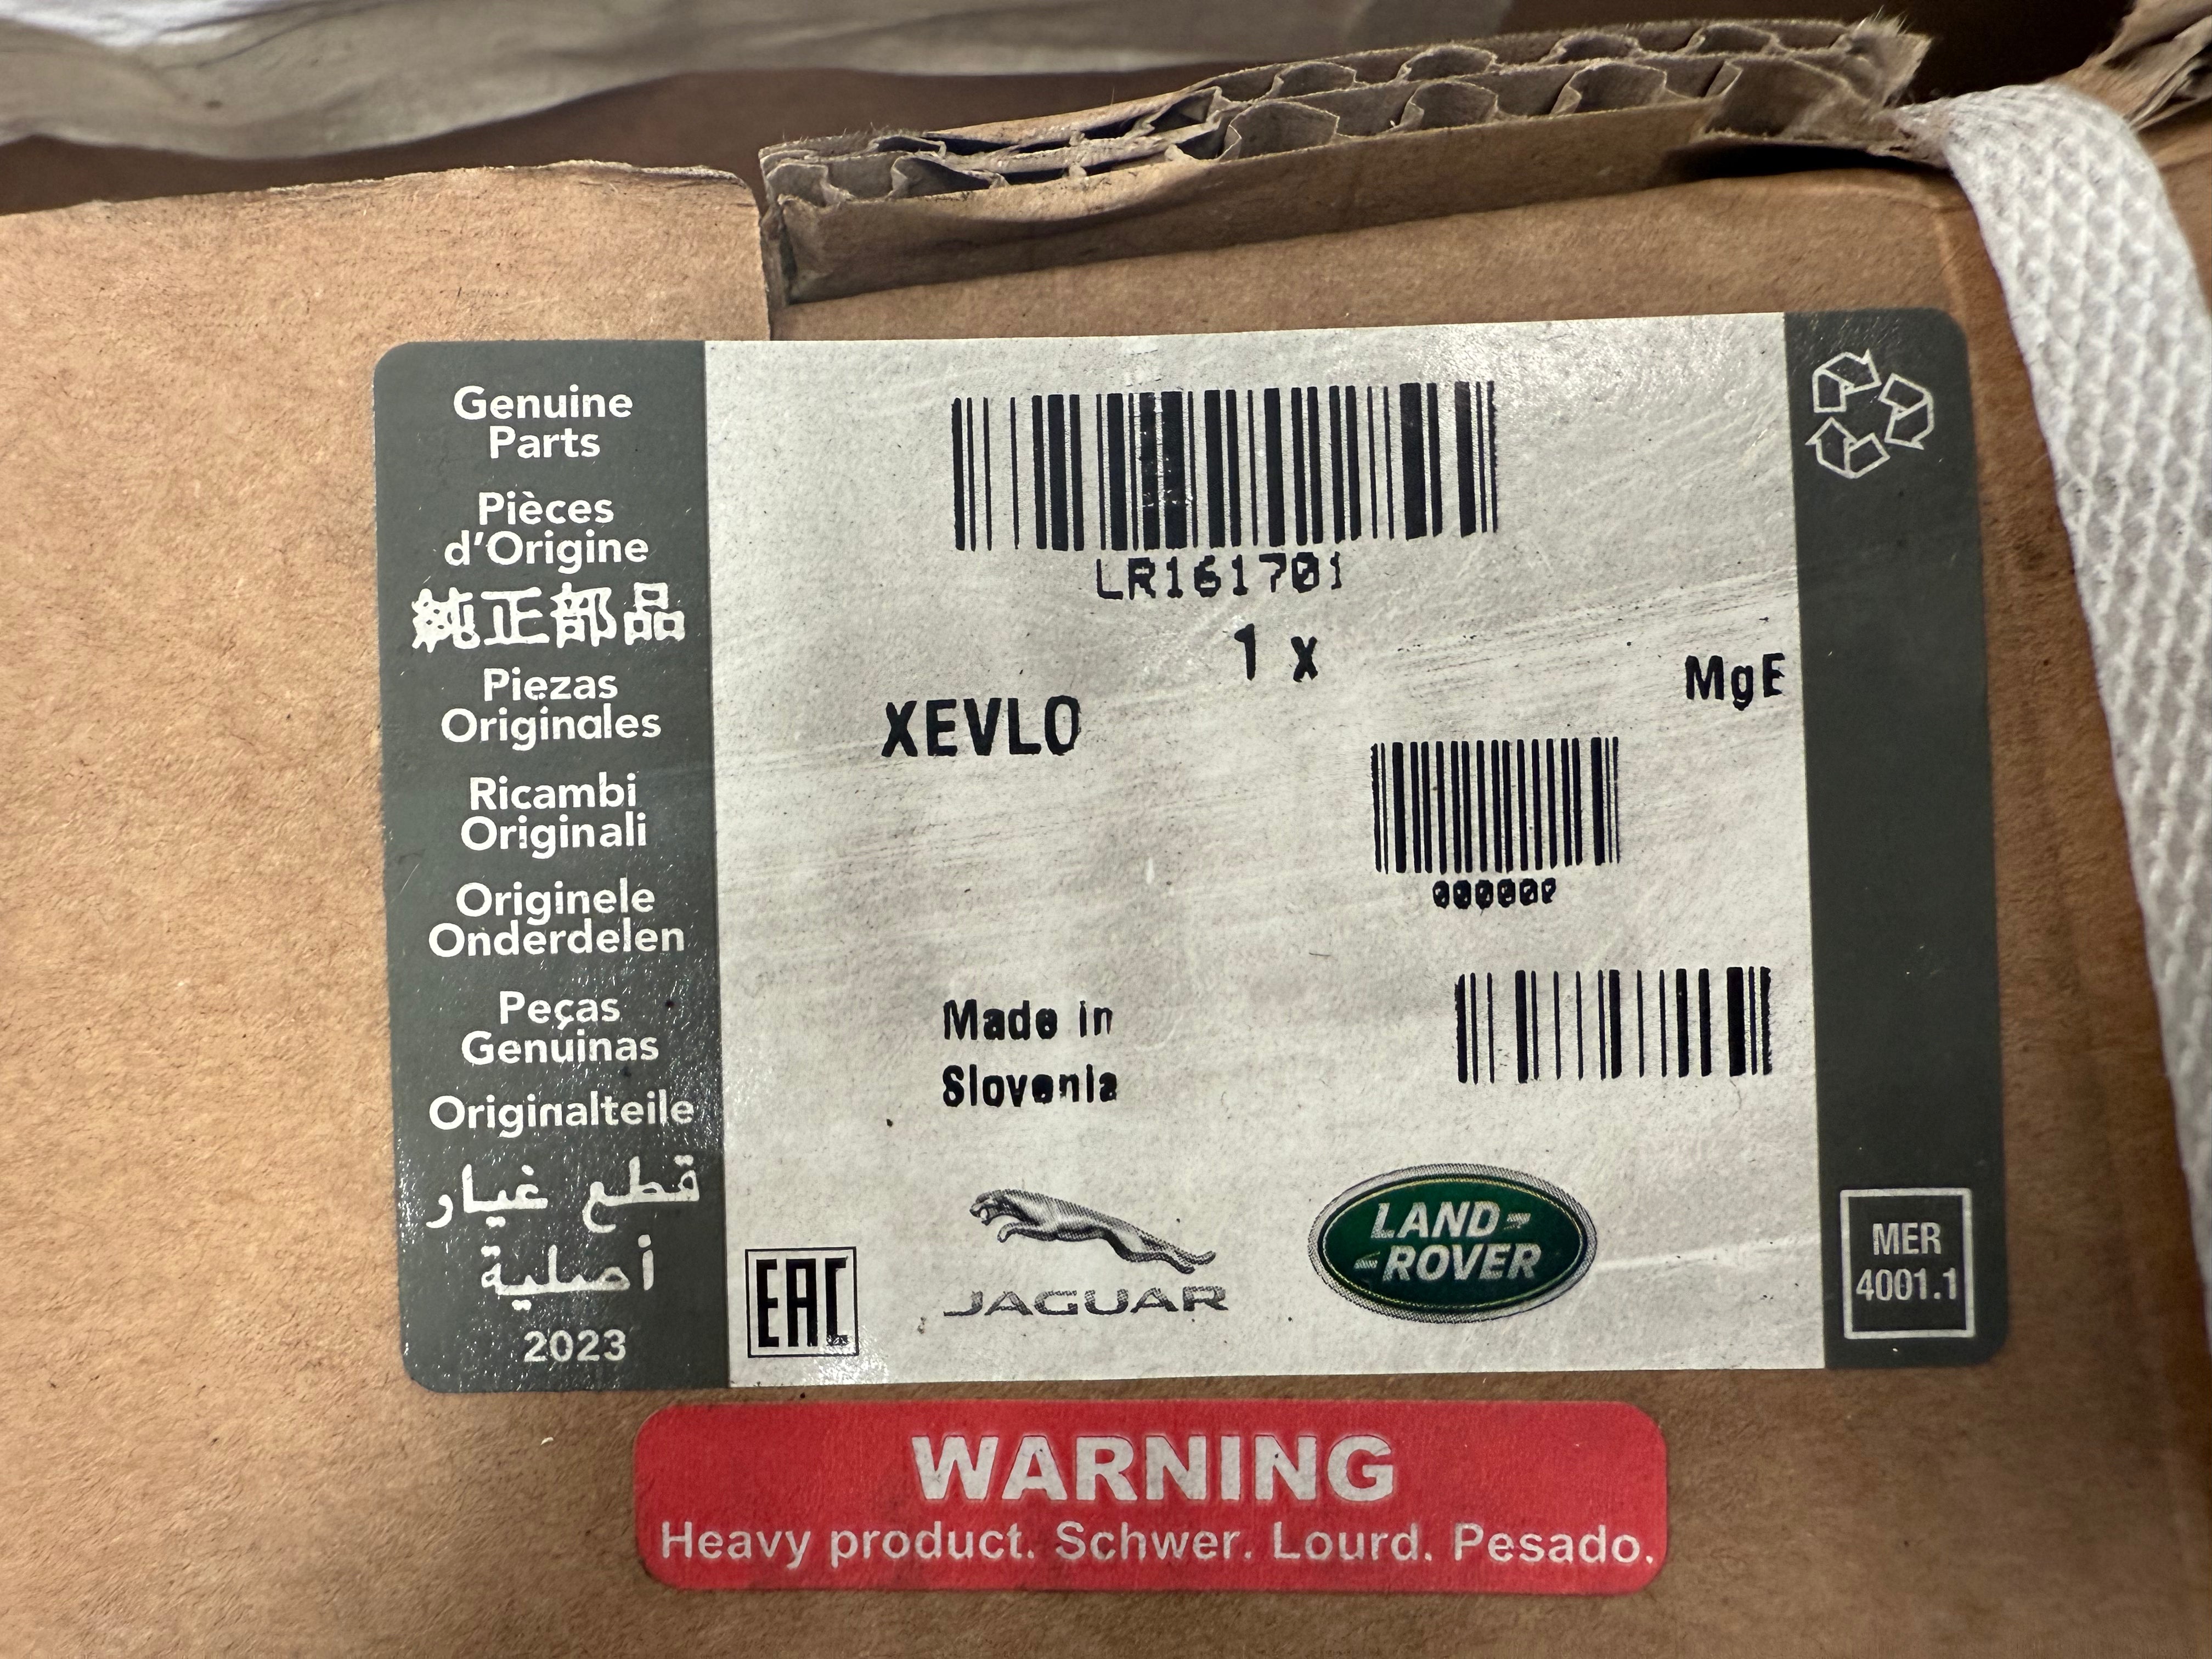 Genuine
Parts
Pièces
d'Origine
純正部品
Piezas
Originales
Ricambi
Originali
Originele
Onderdelen
Peças
Genuinas
Originalteile
قطع غيار
أصلية
2023
LR161701
1 x
MgE
XEVLO
Made in
Slovenia
EAC
JAGUAR
LAND-
-ROVER
MER
4001.1
WARNING
Heavy product. Schwer. Lourd. Pesado.